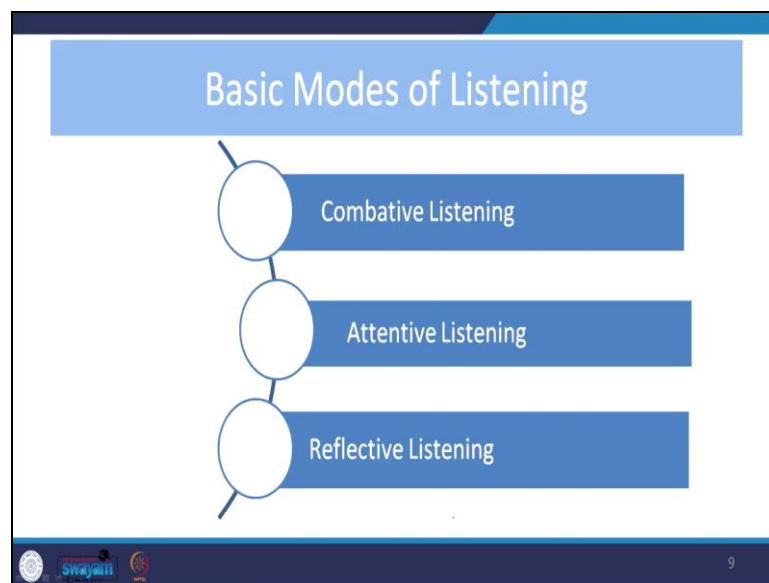 Basic Modes of Listening
Combative Listening
Attentive Listening
Reflective Listening
swayam
9